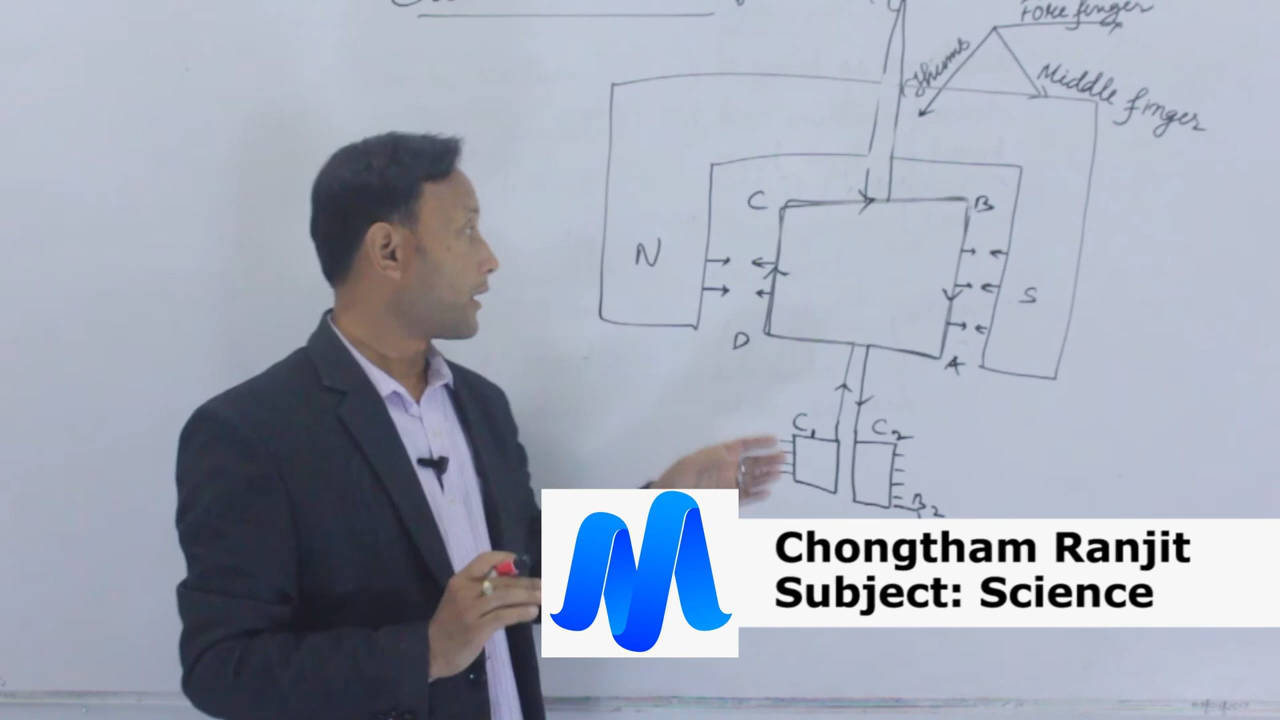 Fore finger
Thumb
Middle finger
C
B
N
S
D
A
C1
C2
B2
Chongtham Ranjit
Subject: Science